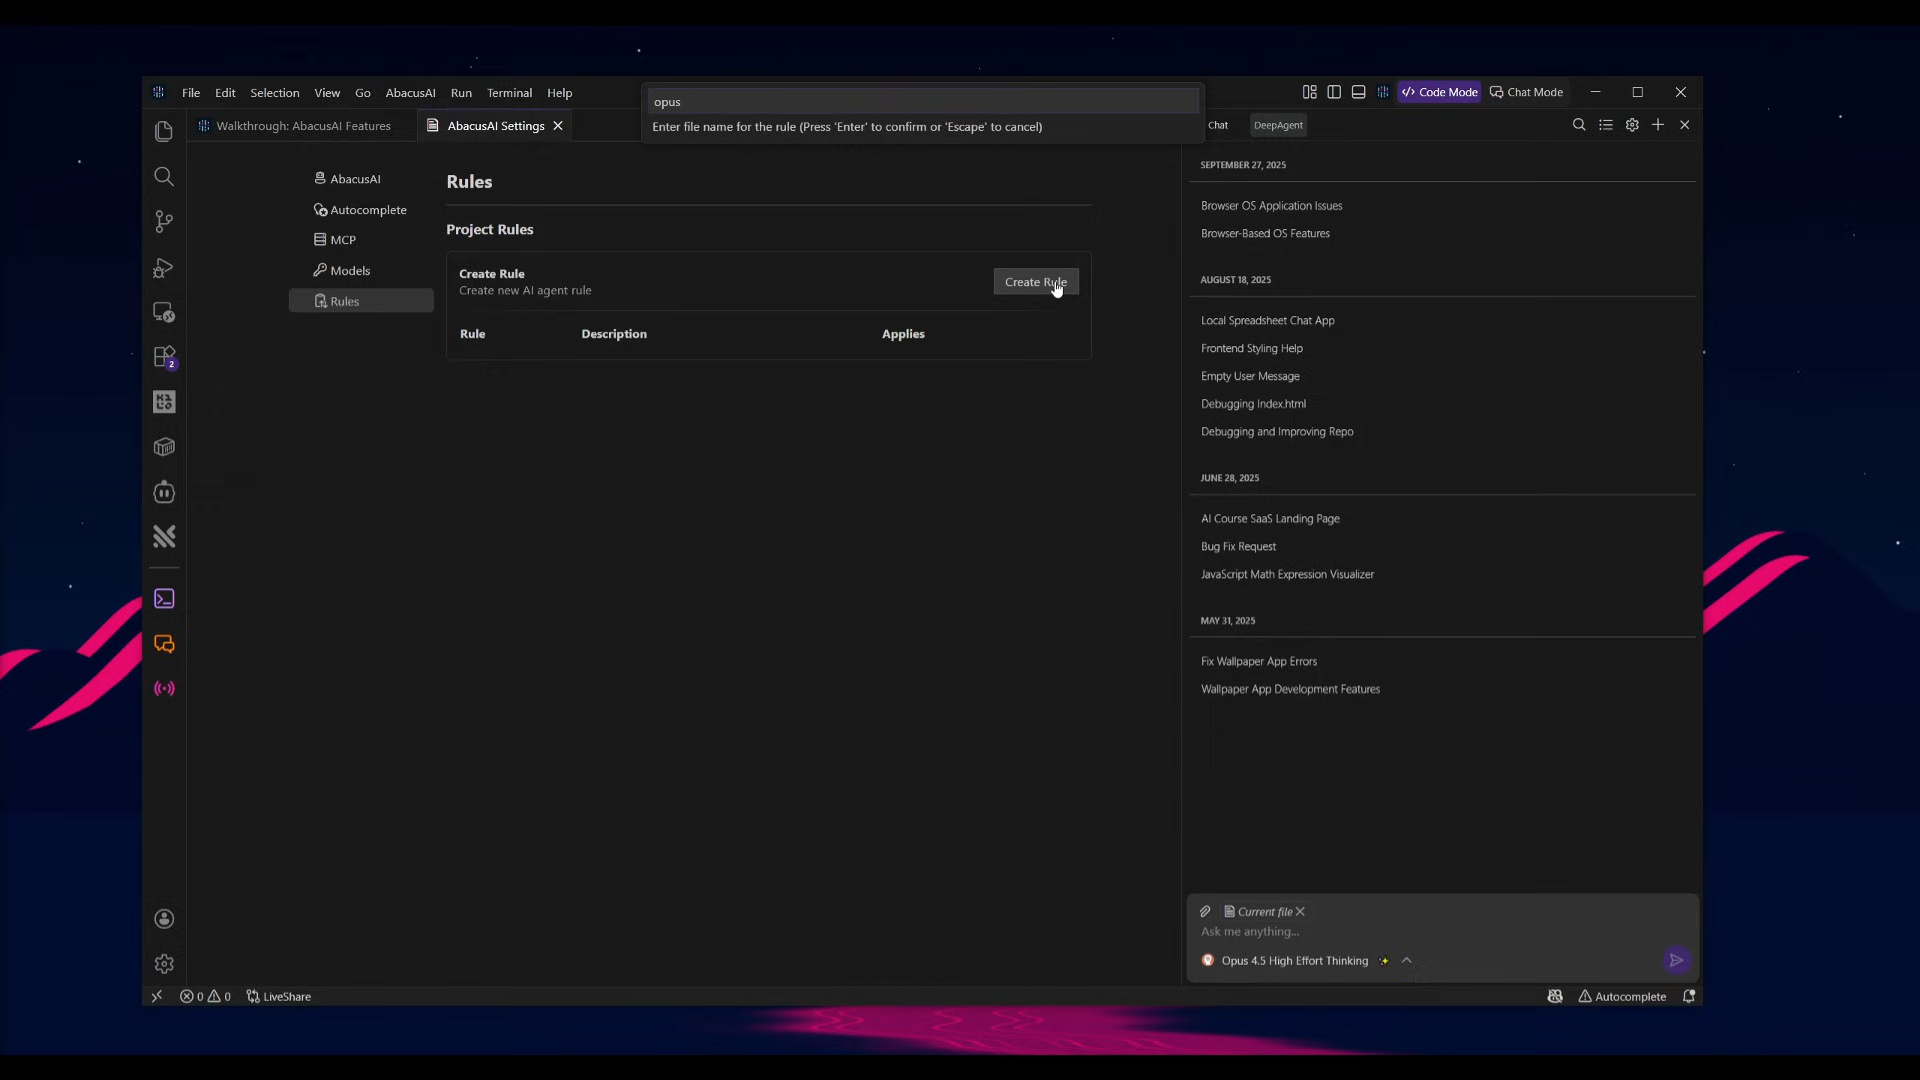 File Edit Selection View Go AbacusAI Run Terminal Help
opus
Enter file name for the rule (Press 'Enter' to confirm or 'Escape' to cancel)
Code Mode Chat Mode
Walkthrough: AbacusAI Features
AbacusAI Settings
Chat
DeepAgent
AbacusAI
Autocomplete
MCP
Models
Rules
2
Rules
Project Rules
Create Rule
Create new AI agent rule
Create Rule
Rule Description Applies
SEPTEMBER 27, 2025
Browser OS Application Issues
Browser-Based OS Features
AUGUST 18, 2025
Local Spreadsheet Chat App
Frontend Styling Help
Empty User Message
Debugging Index.html
Debugging and Improving Repo
JUNE 28, 2025
AI Course SaaS Landing Page
Bug Fix Request
JavaScript Math Expression Visualizer
MAY 31, 2025
Fix Wallpaper App Errors
Wallpaper App Development Features
Current file
Ask me anything...
Opus 4.5 High Effort Thinking
0 0 LiveShare
Autocomplete